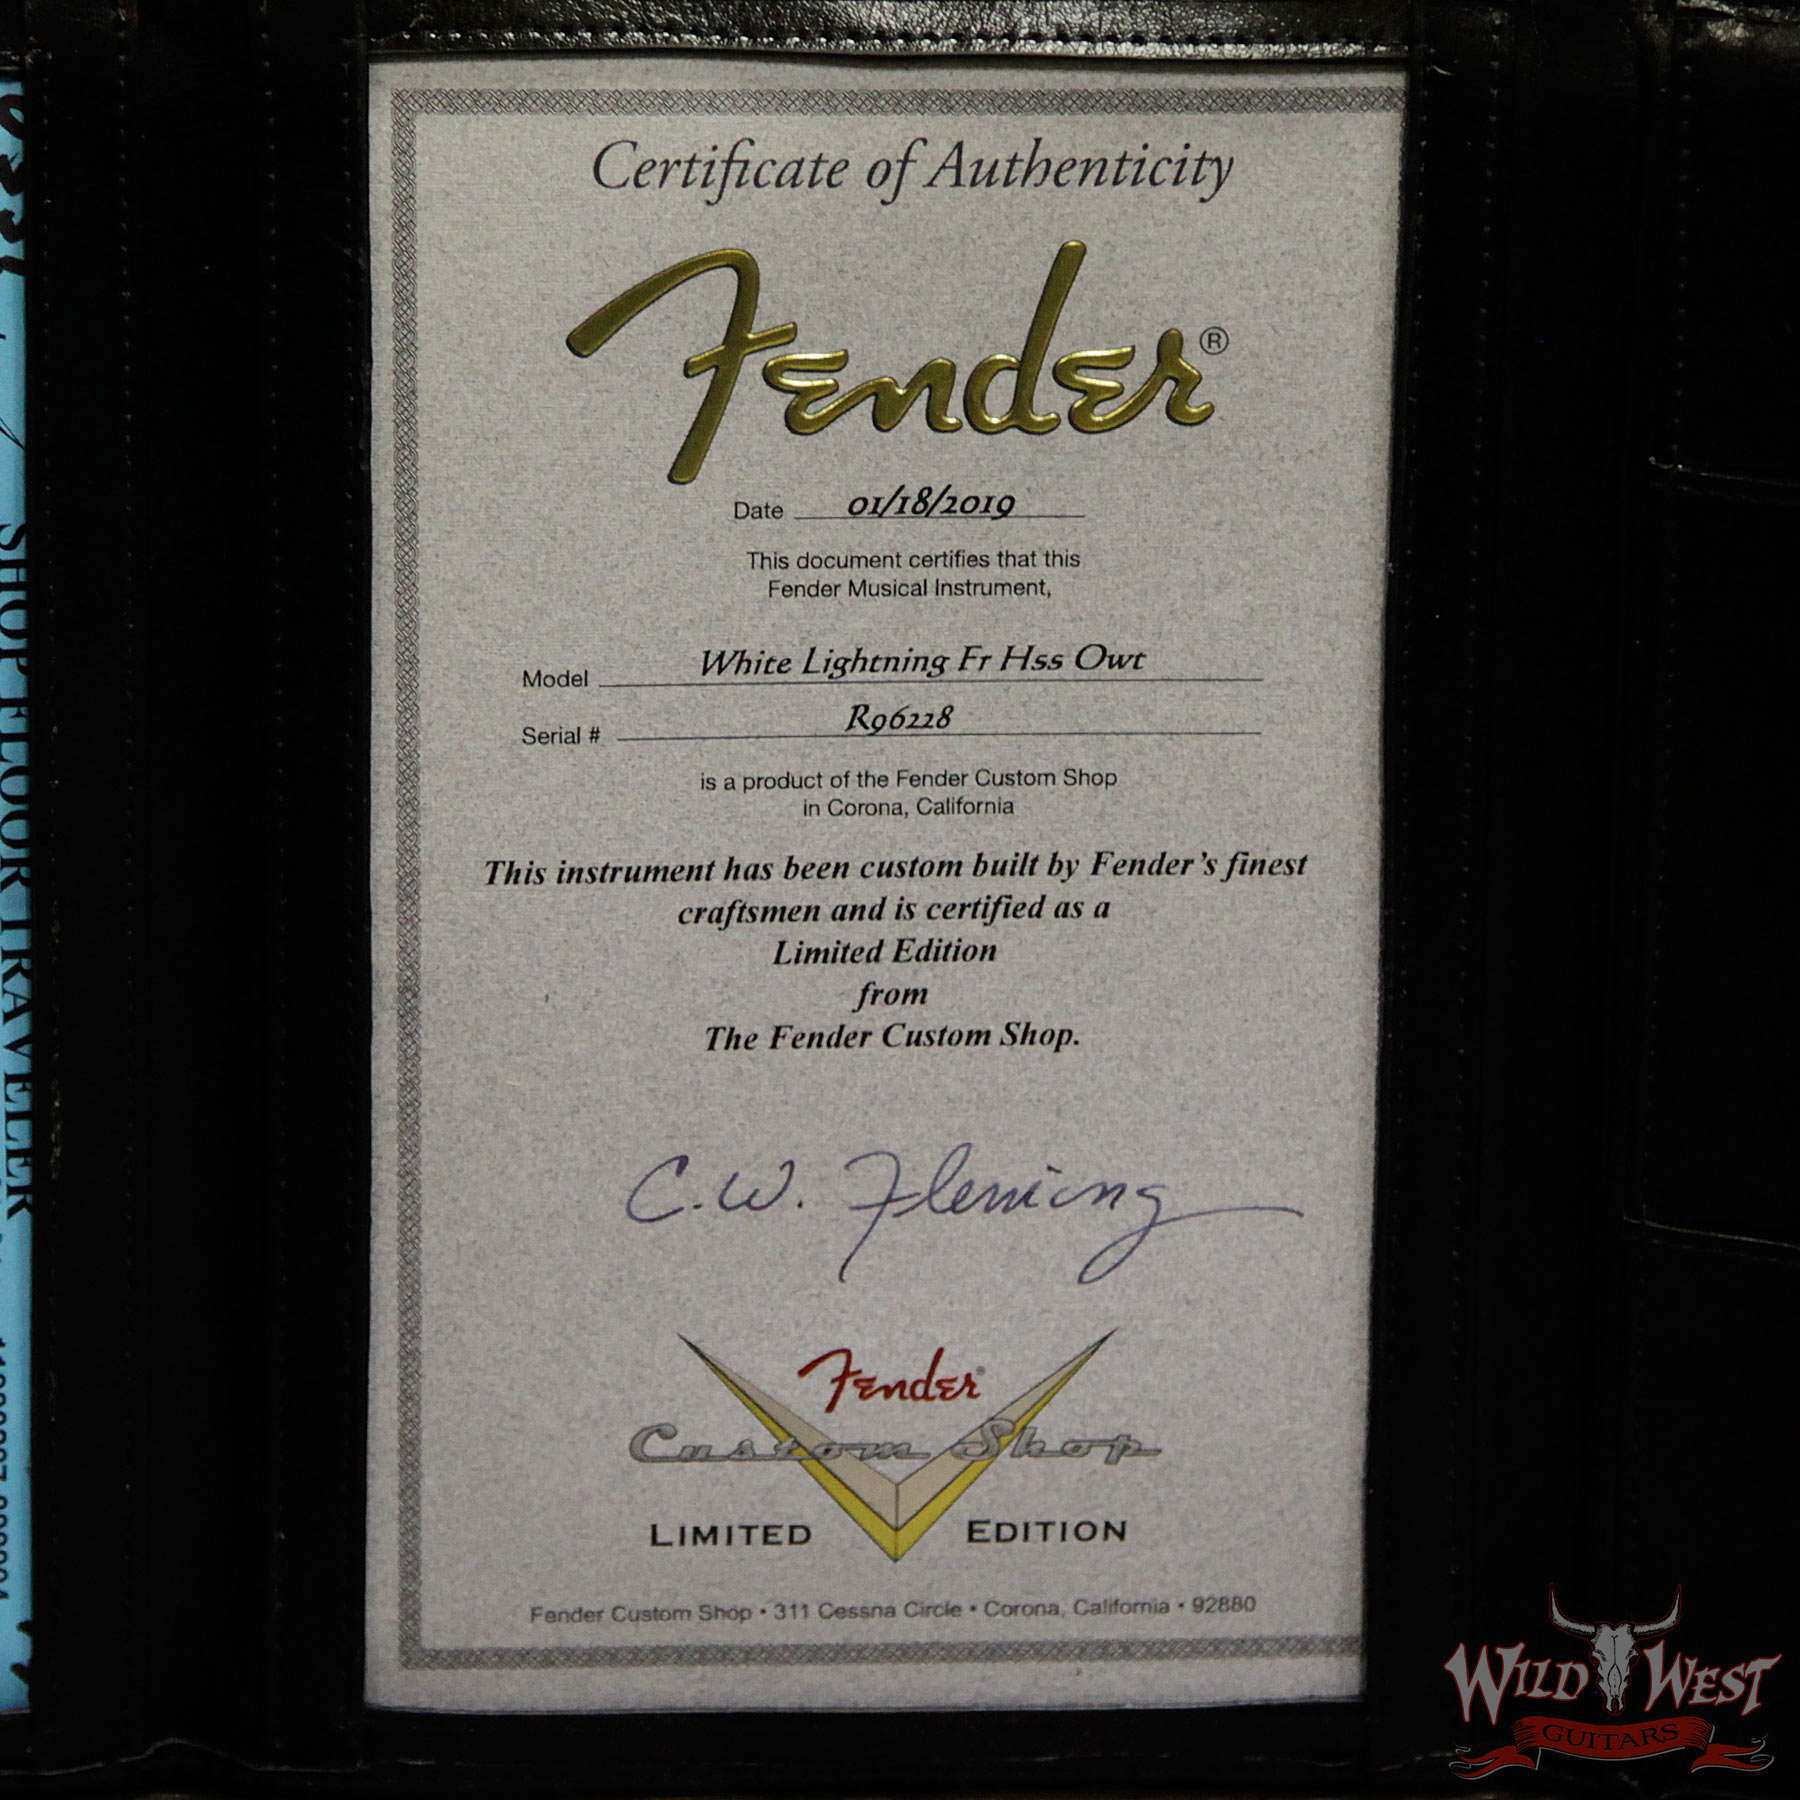 Certificate of Authenticity
Fender®
Date 01/18/2019
This document certifies that this
Fender Musical Instrument,
Model White Lightning Fr Hss Owt
Serial # R96228
is a product of the Fender Custom Shop
in Corona, California
This instrument has been custom built by Fender's finest
craftsmen and is certified as a
Limited Edition
from
The Fender Custom Shop.
C.W. Fleming
Fender
Custom Shop
LIMITED EDITION
Fender Custom Shop • 311 Cessna Circle • Corona, California • 92880
SHOP FLOOR TRAVELER
WILD WEST
GUITARS